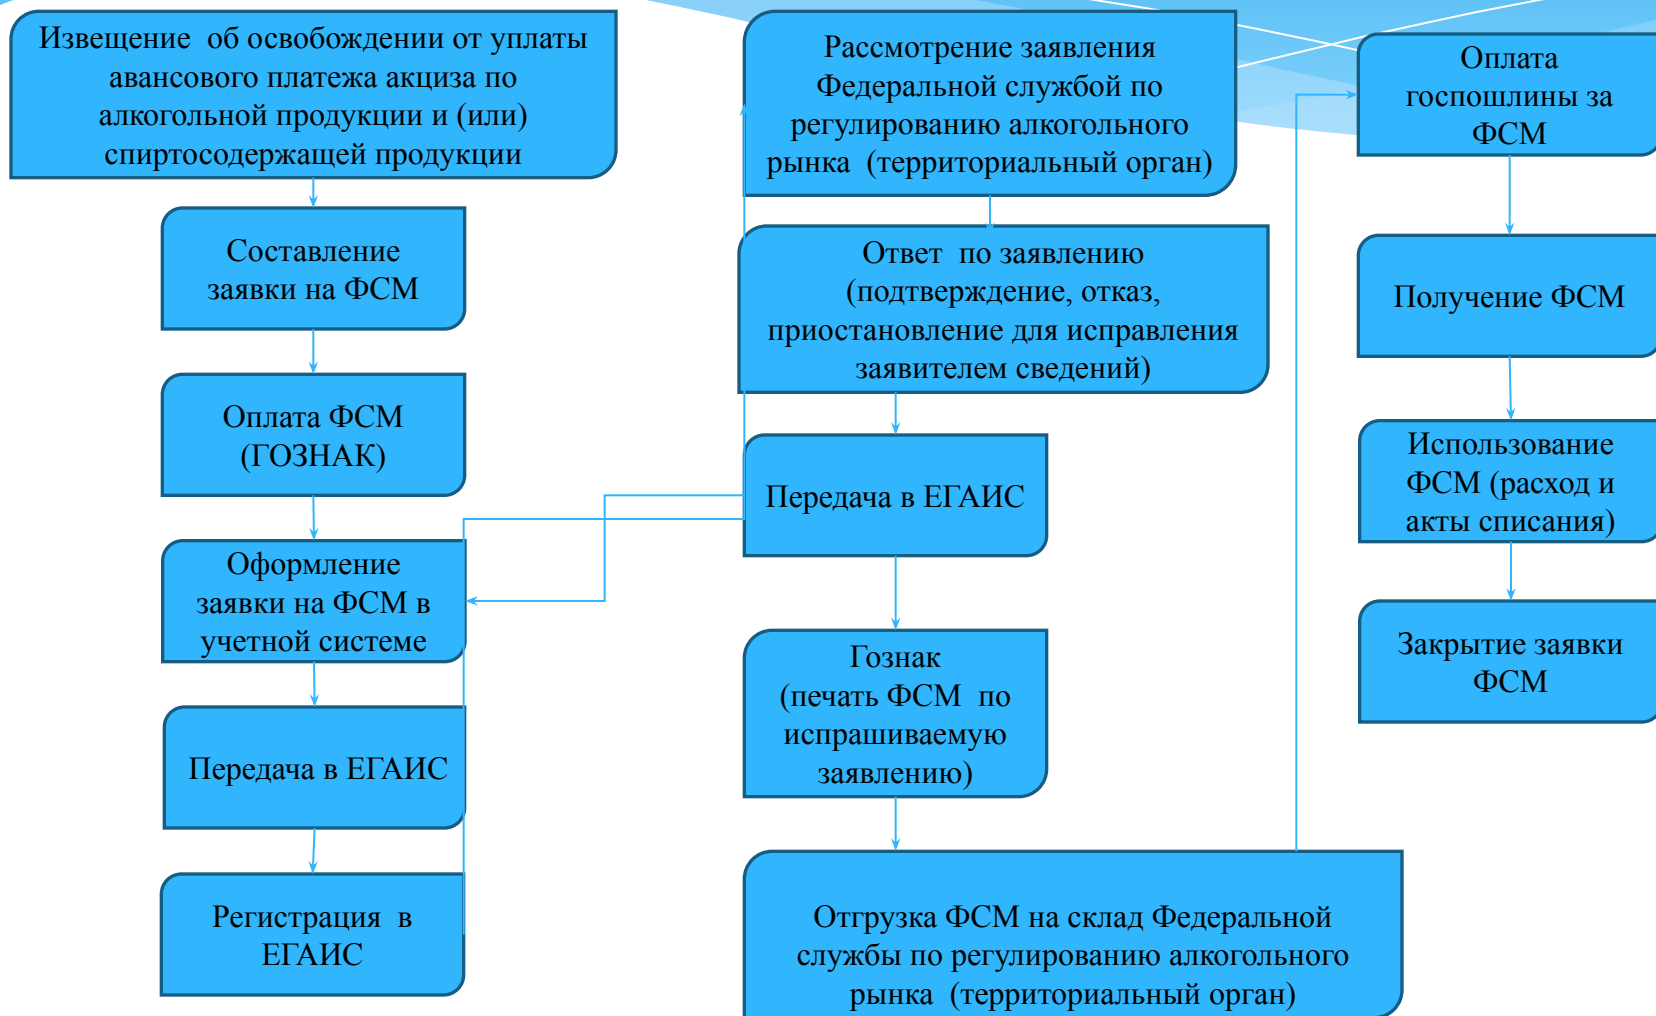 Извещение об освобождении от уплаты
авансового платежа акциза по
алкогольной продукции и (или)
спиртосодержащей продукции
Составление
заявки на ФСМ
Оплата ФСМ
(ГОЗНАК)
Оформление
заявки на ФСМ в
учетной системе
Передача в ЕГАИС
Регистрация в
ЕГАИС
Рассмотрение заявления
Федеральной службой по
регулированию алкогольного
рынка (территориальный орган)
Ответ по заявлению
(подтверждение, отказ,
приостановление для исправления
заявителем сведений)
Передача в ЕГАИС
Гознак
(печать ФСМ по
испрашиваемую
заявлению)
Отгрузка ФСМ на склад Федеральной
службы по регулированию алкогольного
рынка (территориальный орган)
Оплата
госпошлины за
ФСМ
Получение ФСМ
Использование
ФСМ (расход и
акты списания)
Закрытие заявки
ФСМ